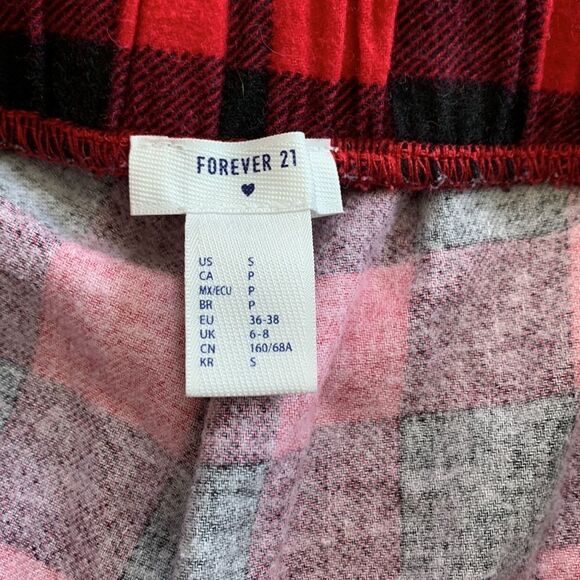 FOREVER 21
US S
CA P
MX/ECU P
BR P
EU 36-38
UK 6-8
CN 160/68A
KR S